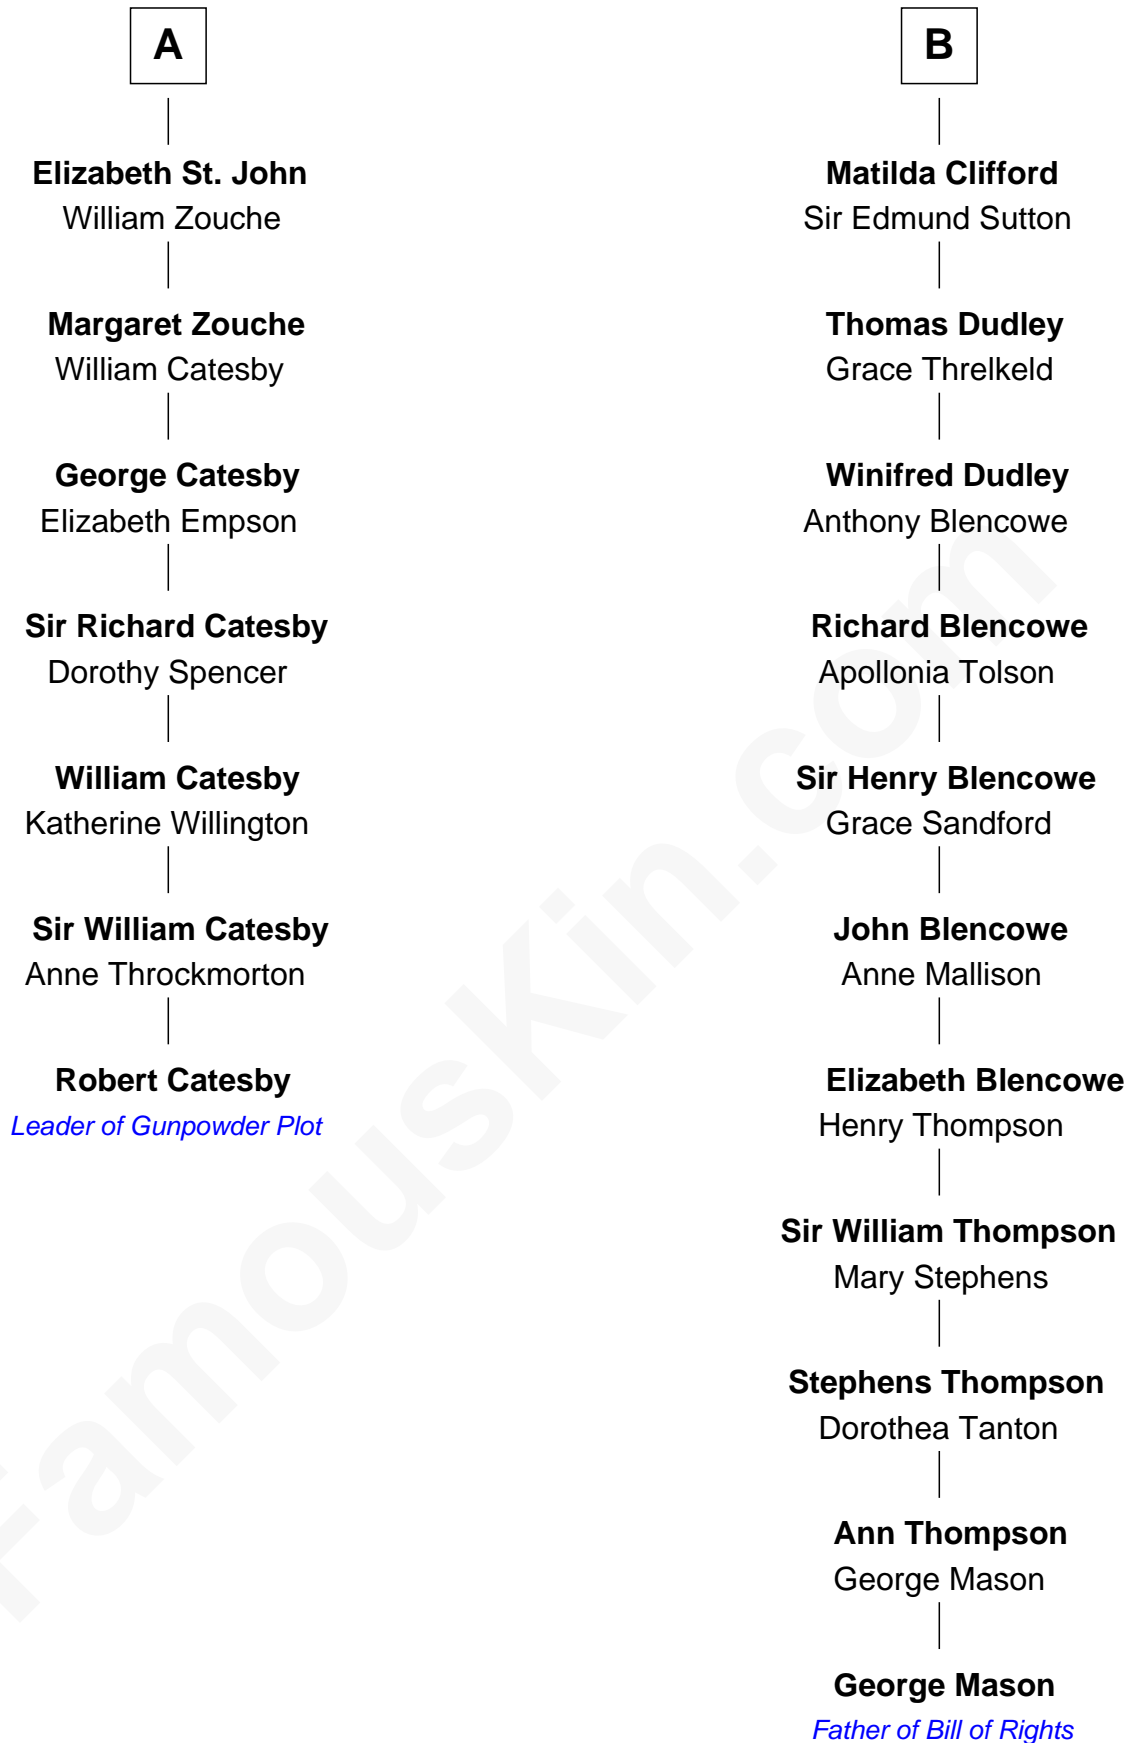 A
Elizabeth St. John
William Zouche
Margaret Zouche
William Catesby
George Catesby
Elizabeth Empson
Sir Richard Catesby
Dorothy Spencer
William Catesby
Katherine Willington
Sir William Catesby
Anne Throckmorton
Robert Catesby
Leader of Gunpowder Plot
B
Matilda Clifford
Sir Edmund Sutton
Thomas Dudley
Grace Threlkeld
Winifred Dudley
Anthony Blencowe
Richard Blencowe
Apollonia Tolson
Sir Henry Blencowe
Grace Sandford
John Blencowe
Anne Mallison
Elizabeth Blencowe
Henry Thompson
Sir William Thompson
Mary Stephens
Stephens Thompson
Dorothea Tanton
Ann Thompson
George Mason
George Mason
Father of Bill of Rights
FamousKin.com